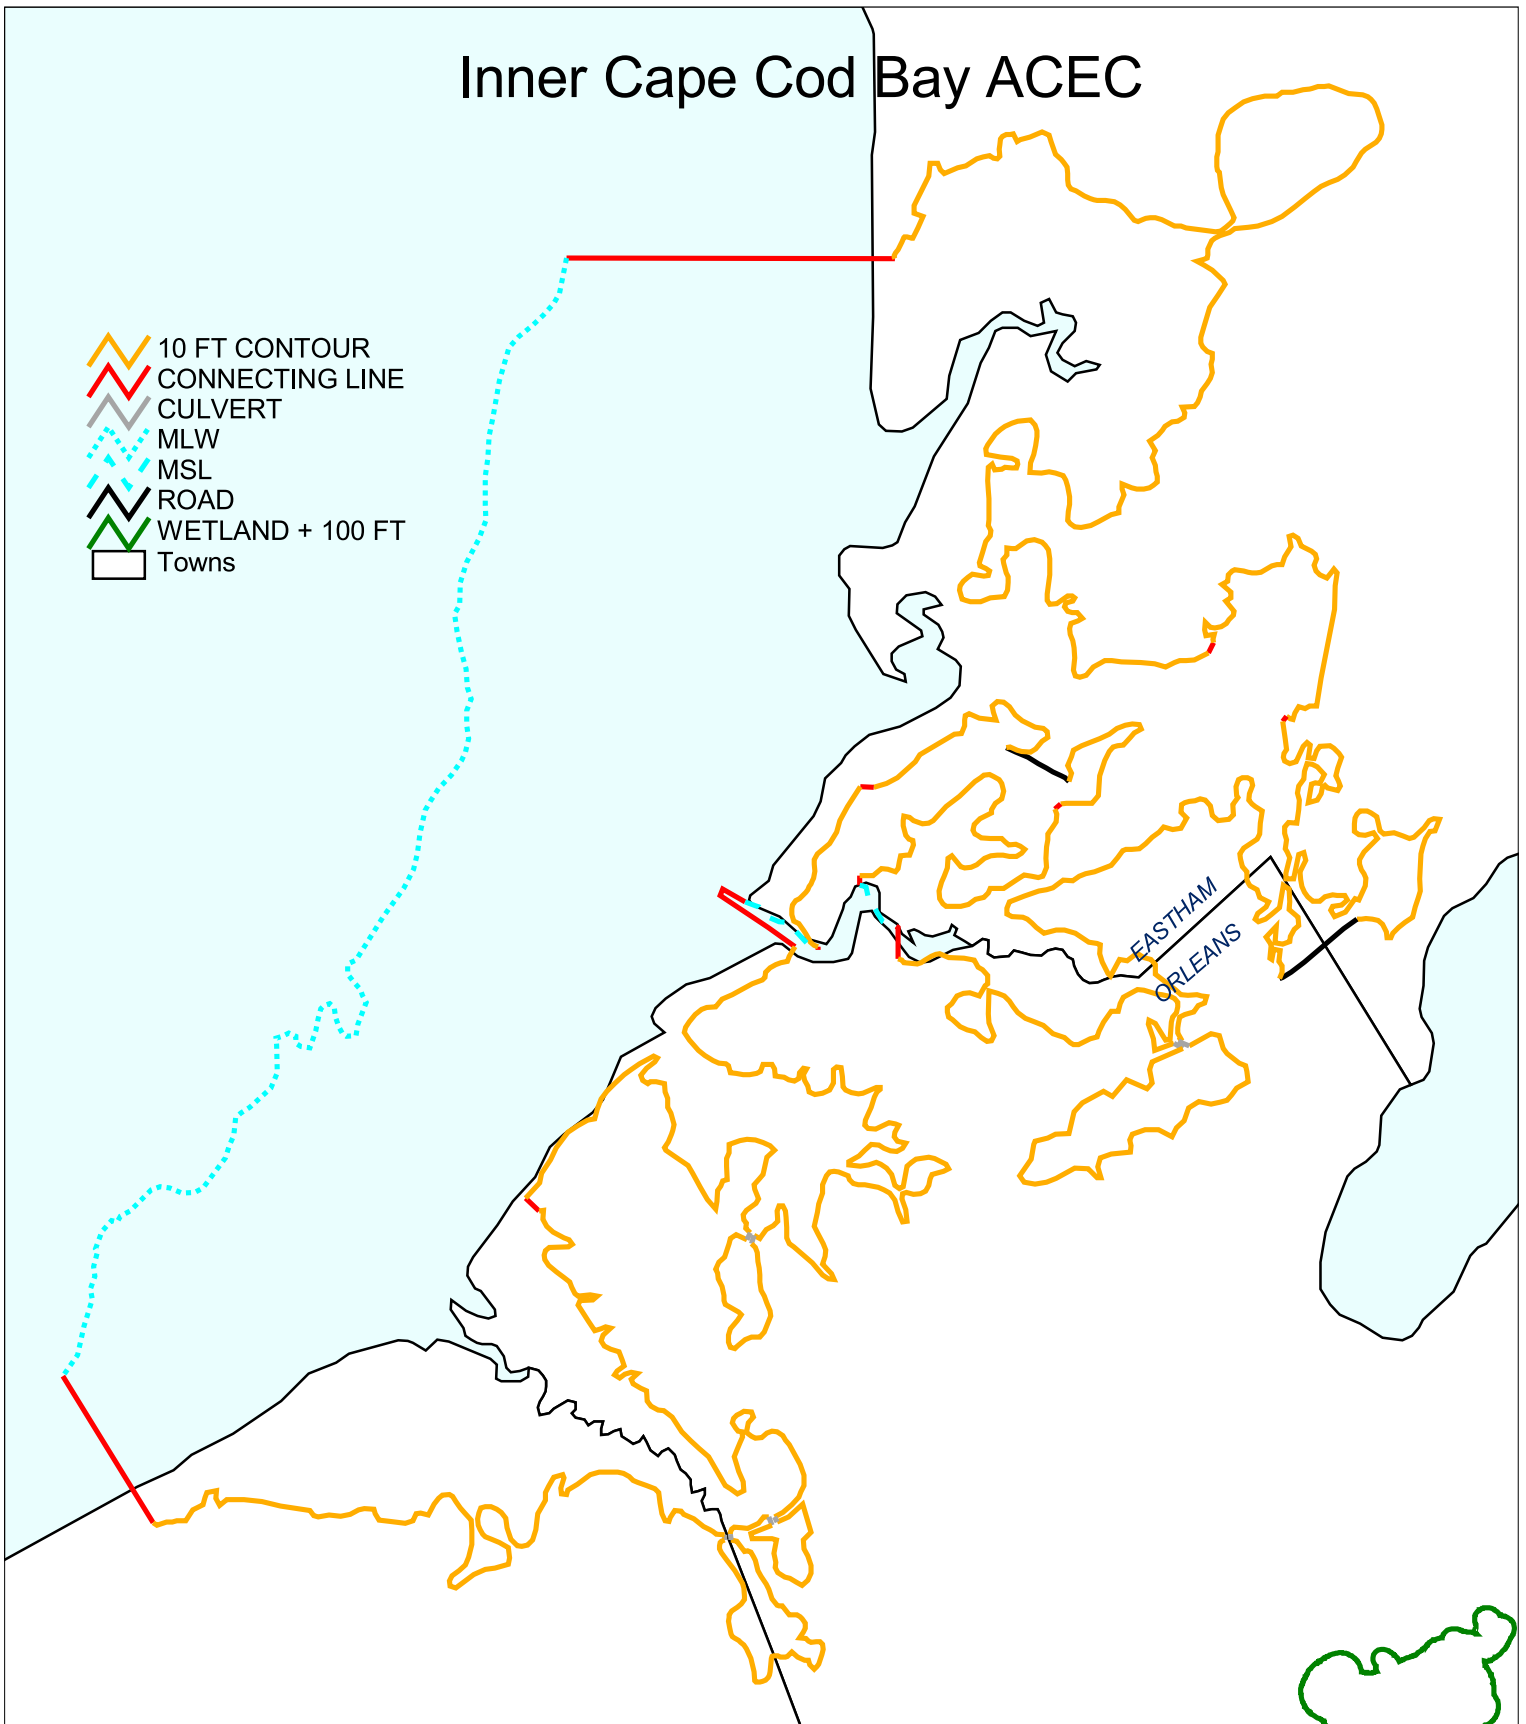 Inner Cape Cod Bay ACEC
10 FT CONTOUR
CONNECTING LINE
CULVERT
MLW
MSL
ROAD
WETLAND + 100 FT
Towns
EASTHAM
ORLEANS